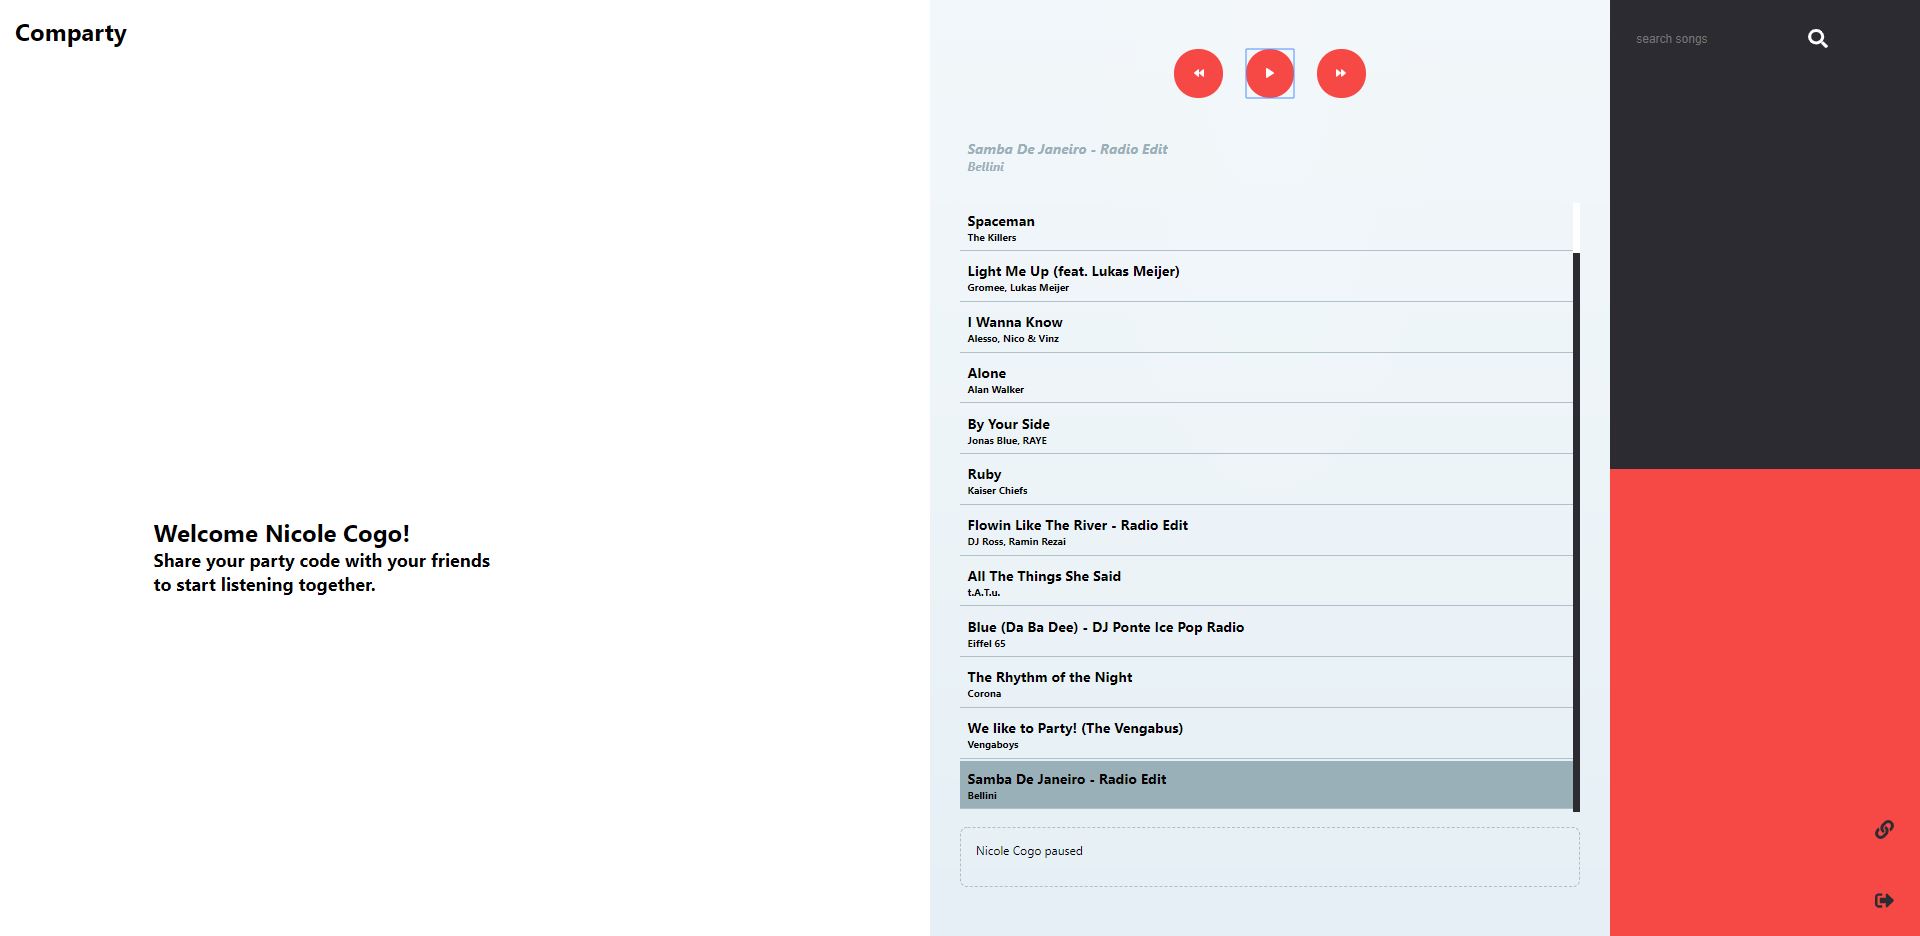 Comparty
Welcome Nicole Cogo!
Share your party code with your friends
to start listening together.
Samba De Janeiro - Radio Edit
Bellini
Spaceman
The Killers
Light Me Up (feat. Lukas Meijer)
Gromee, Lukas Meijer
I Wanna Know
Alesso, Nico & Vinz
Alone
Alan Walker
By Your Side
Jonas Blue, RAYE
Ruby
Kaiser Chiefs
Flowin Like The River - Radio Edit
DJ Ross, Ramin Rezai
All The Things She Said
t.A.T.u.
Blue (Da Ba Dee) - DJ Ponte Ice Pop Radio
Eiffel 65
The Rhythm of the Night
Corona
We like to Party! (The Vengabus)
Vengaboys
Samba De Janeiro - Radio Edit
Bellini
Nicole Cogo paused
search songs